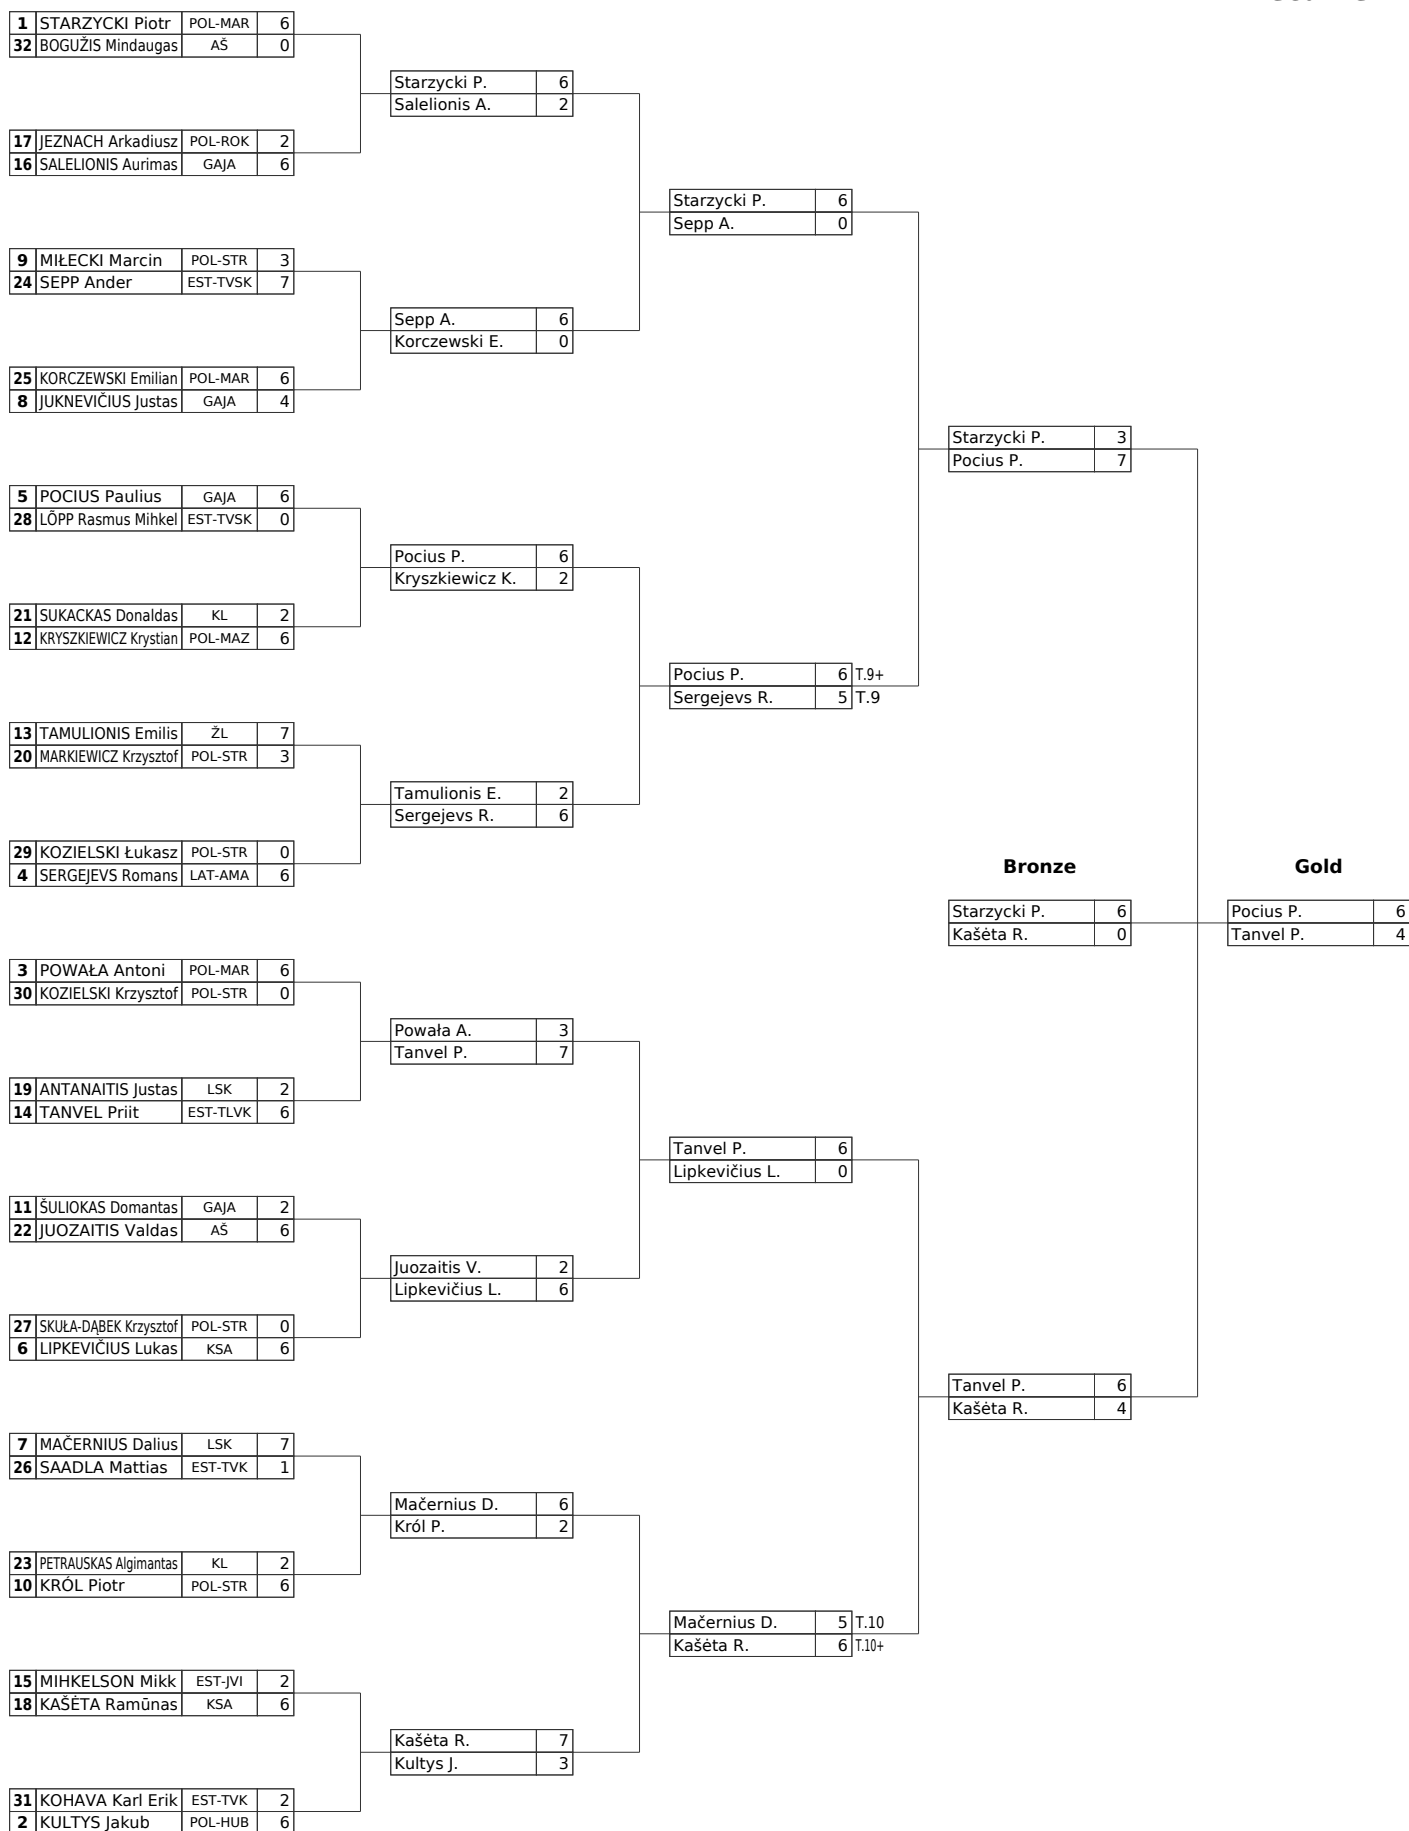 1 STARZYCKI Piotr POL-MAR 6
32 BOGUŽIS Mindaugas AŠ 0
Starzycki P. 6
Salelionis A. 2
17 JEZNACH Arkadiusz POL-ROK 2
16 SALELIONIS Aurimas GAJA 6
Starzycki P. 6
Sepp A. 0
9 MIŁECKI Marcin POL-STR 3
24 SEPP Ander EST-TVSK 7
Sepp A. 6
Korczewski E. 0
25 KORCZEWSKI Emilian POL-MAR 6
8 JUKNEVIČIUS Justas GAJA 4
Starzycki P. 3
Pocius P. 7
5 POCIUS Paulius GAJA 6
28 LÕPP Rasmus Mihkel EST-TVSK 0
Pocius P. 6
Kryszkiewicz K. 2
21 SUKACKAS Donaldas KL 2
12 KRYSZKIEWICZ Krystian POL-MAZ 6
Pocius P. 6 T.9+
Sergejevs R. 5 T.9
13 TAMULIONIS Emilis ŽL 7
20 MARKIEWICZ Krzysztof POL-STR 3
Tamulionis E. 2
Sergejevs R. 6
29 KOZIELSKI Łukasz POL-STR 0
4 SERGEJEVS Romans LAT-AMA 6
Bronze Gold
Starzycki P. 6 Pocius P. 6
Kašėta R. 0 Tanvel P. 4
3 POWAŁA Antoni POL-MAR 6
30 KOZIELSKI Krzysztof POL-STR 0
Powała A. 3
Tanvel P. 7
19 ANTANAITIS Justas LSK 2
14 TANVEL Priit EST-TLVK 6
Tanvel P. 6
Lipkevičius L. 0
11 ŠULIOKAS Domantas GAJA 2
22 JUOZAITIS Valdas AŠ 6
Juozaitis V. 2
Lipkevičius L. 6
27 SKUŁA-DĄBEK Krzysztof POL-STR 0
6 LIPKEVIČIUS Lukas KSA 6
Tanvel P. 6
Kašėta R. 4
7 MAČERNIUS Dalius LSK 7
26 SAADLA Mattias EST-TVK 1
Mačernius D. 6
Król P. 2
23 PETRAUSKAS Algimantas KL 2
10 KRÓL Piotr POL-STR 6
Mačernius D. 5 T.10
Kašėta R. 6 T.10+
15 MIHKELSON Mikk EST-JVI 2
18 KAŠĖTA Ramūnas KSA 6
Kašėta R. 7
Kultys J. 3
31 KOHAVA Karl Erik EST-TVK 2
2 KULTYS Jakub POL-HUB 6